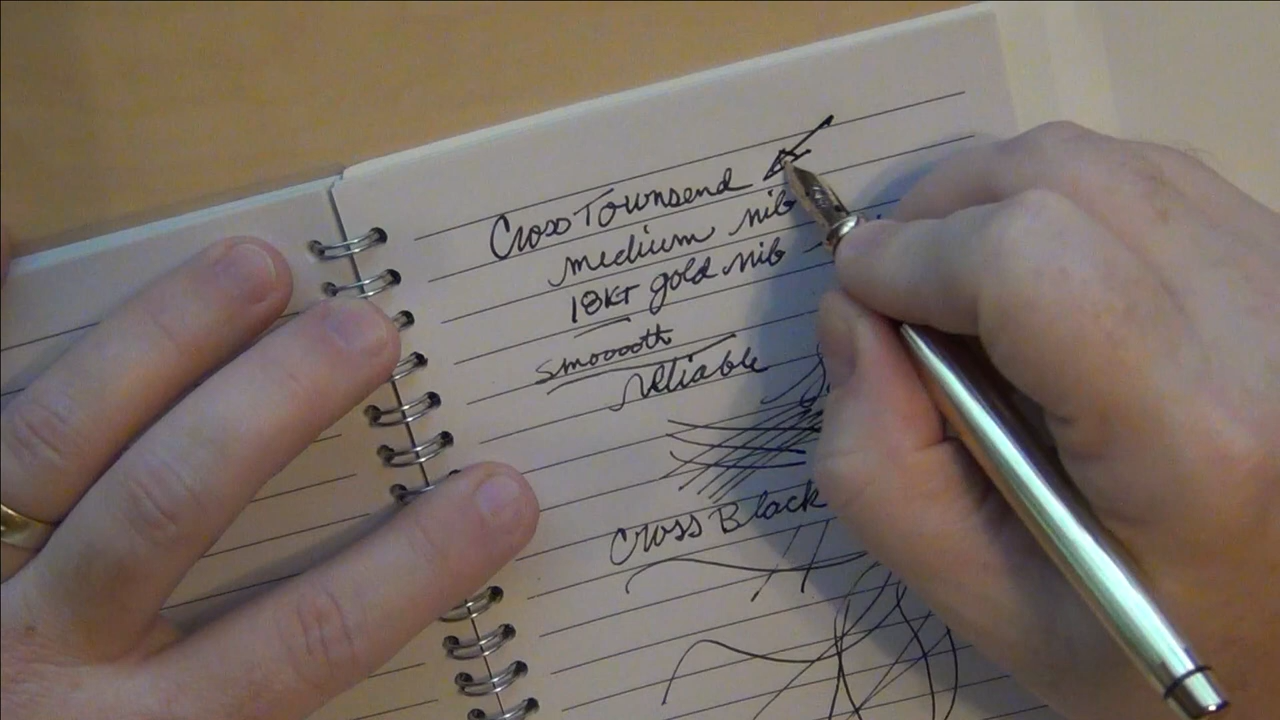 Cross Townsend
medium nib
18KT gold nib
smooooth
reliable
Cross Black